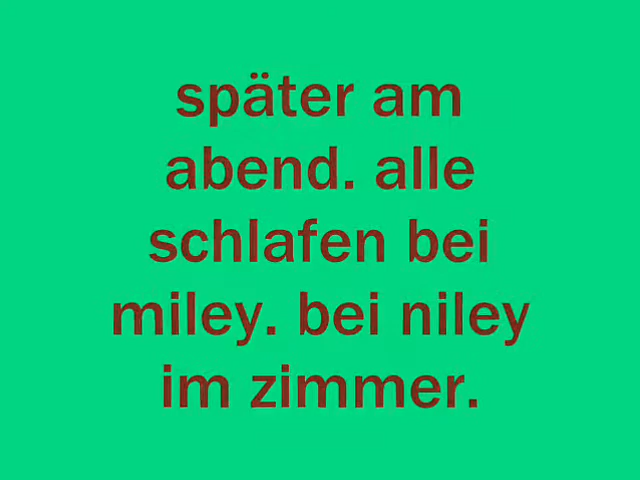 später am
abend. alle
schlafen bei
miley. bei niley
im zimmer.